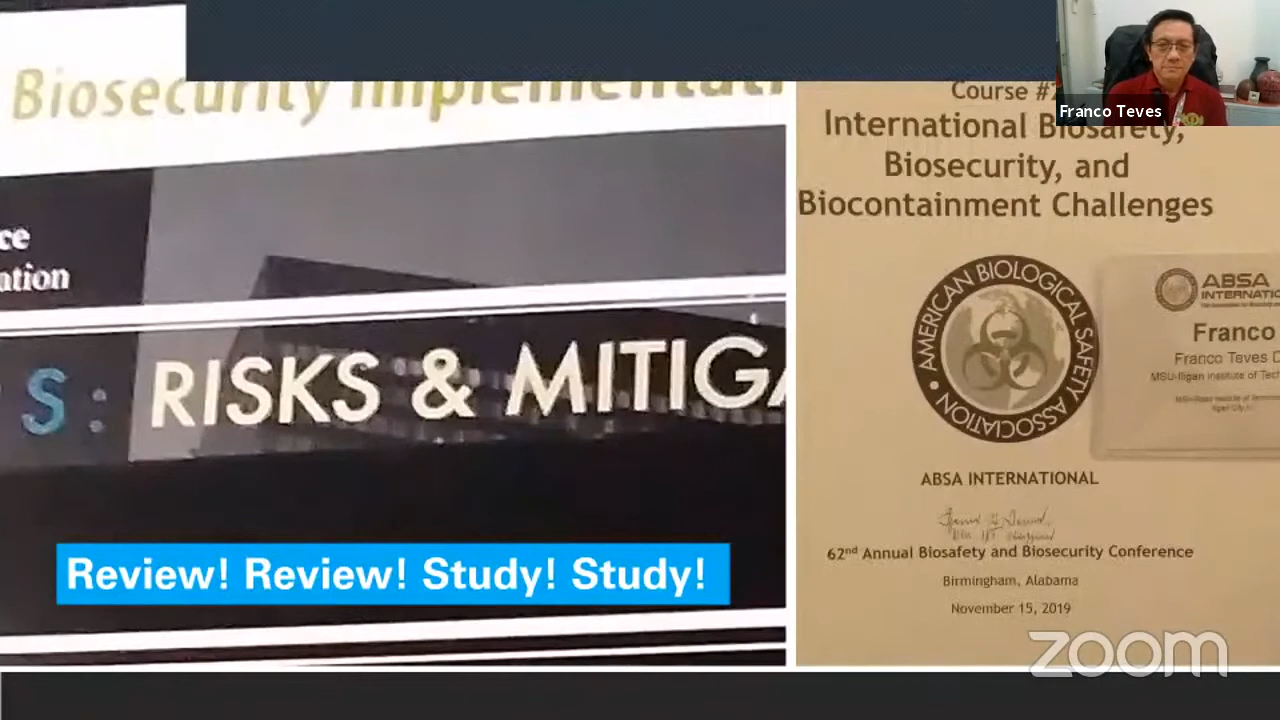 Biosecurity Implementati
ce
ation
S: RISKS & MITIGA
Review! Review! Study! Study!
Course #2
International Biosafety,
Biosecurity, and
Biocontainment Challenges
AMERICAN BIOLOGICAL SAFETY ASSOCIATION
ABSA
INTERNATIO
Franco
Franco Teves D
MSU-Iligan Institute of Tech
ABSA INTERNATIONAL
62nd Annual Biosafety and Biosecurity Conference
Birmingham, Alabama
November 15, 2019
Franco Teves
zoom